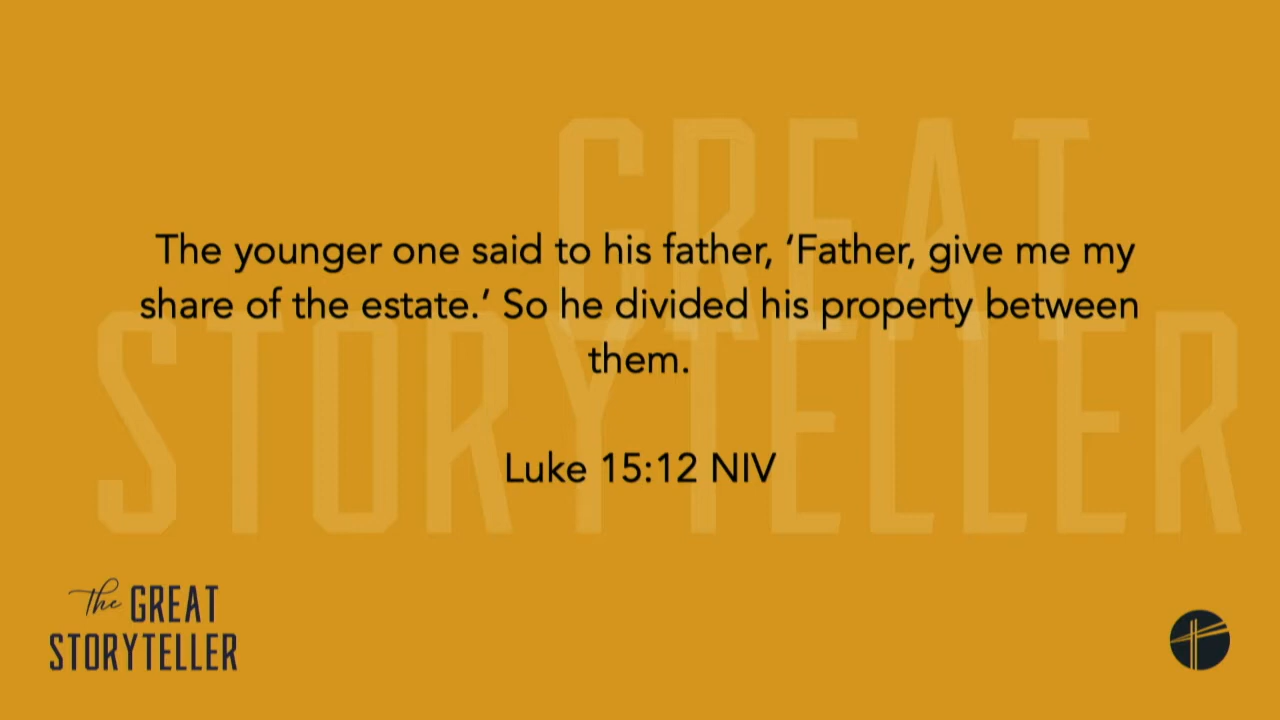 GREAT
STORYTELLER
The younger one said to his father, ‘Father, give me my
share of the estate.’ So he divided his property between
them.
Luke 15:12 NIV
the GREAT
STORYTELLER